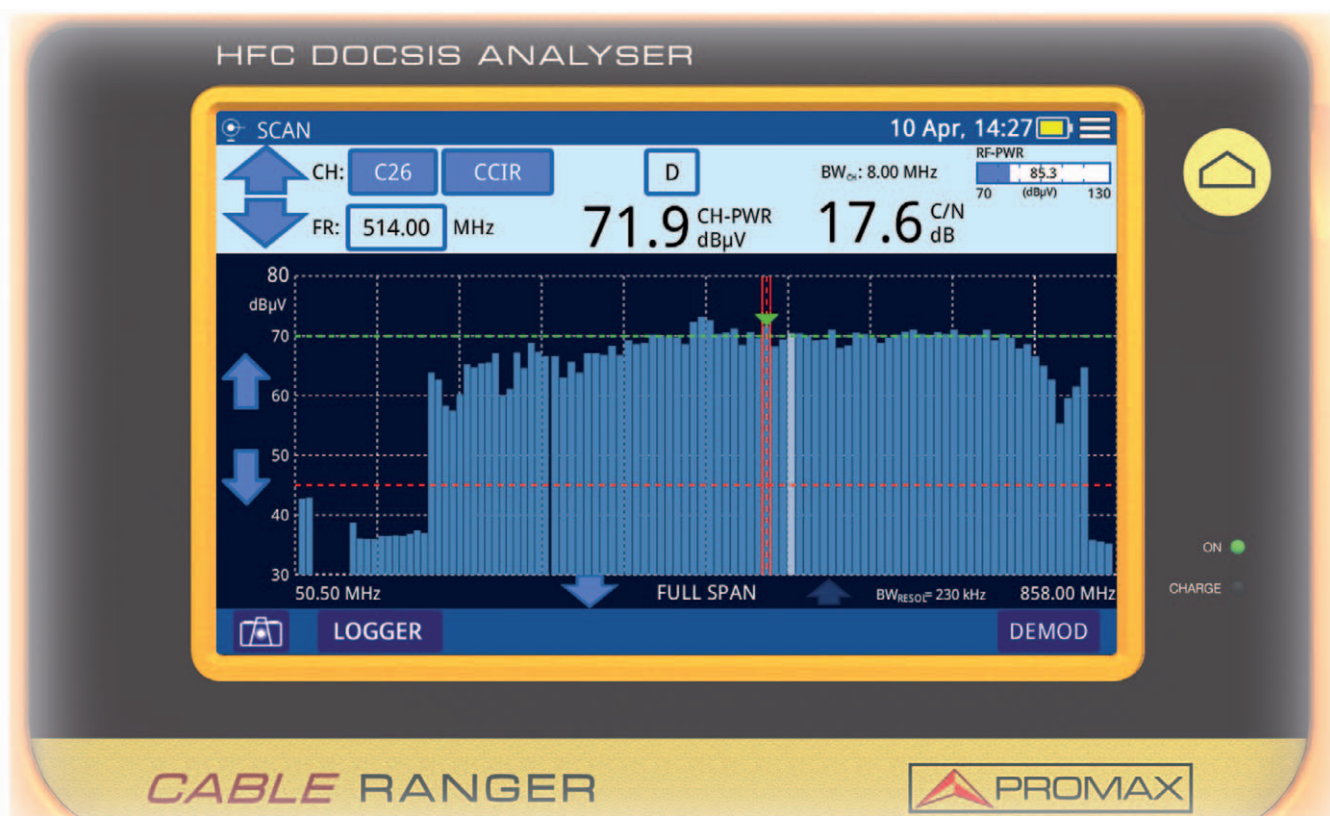 HFC DOCSIS ANALYSER
SCAN
10 Apr, 14:27
CH: C26 CCIR D
BWCH: 8.00 MHz
RF-PWR
85.3
70 (dBµV) 130
FR: 514.00 MHz
71.9 CH-PWR dBµV
17.6 C/N dB
80
dBµV
70
60
50
40
30
50.50 MHz FULL SPAN BWRESOL= 230 kHz 858.00 MHz
LOGGER DEMOD
ON
CHARGE
CABLE RANGER
PROMAX